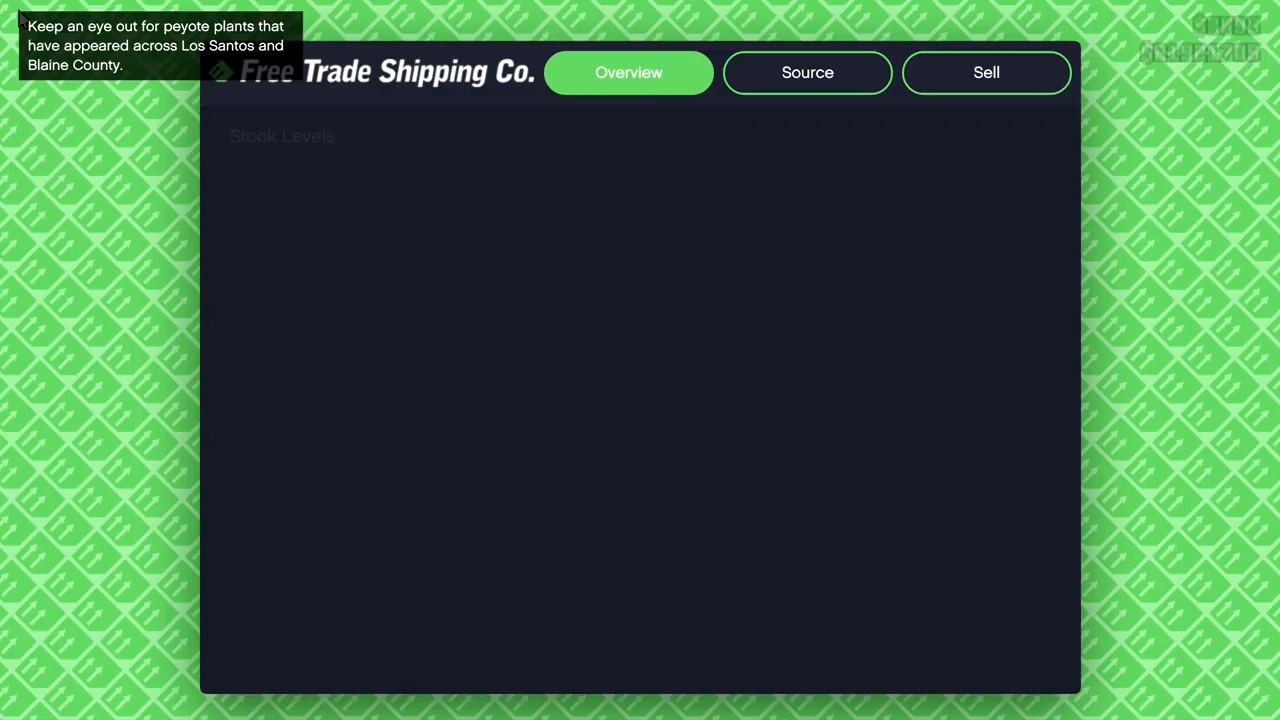 Keep an eye out for peyote plants that
have appeared across Los Santos and
Blaine County.
Free Trade Shipping Co.
Overview
Source
Sell
Stock Levels